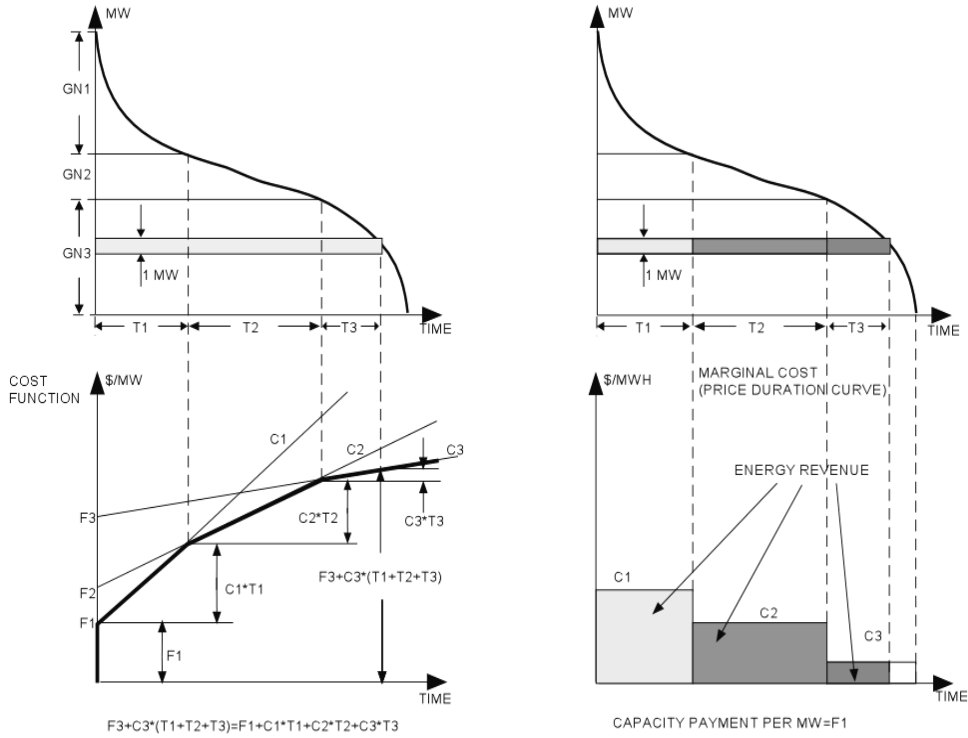 MW
GN1
GN2
GN3
1 MW
T1
T2
T3
TIME
MW
1 MW
T1
T2
T3
TIME
COST
FUNCTION
$/MW
C1
C2
C3
F3
C2*T2
C3*T3
F3+C3*(T1+T2+T3)
F2
C1*T1
F1
F1
TIME
F3+C3*(T1+T2+T3)=F1+C1*T1+C2*T2+C3*T3
$/MWH
MARGINAL COST
(PRICE DURATION CURVE)
ENERGY REVENUE
C1
C2
C3
TIME
CAPACITY PAYMENT PER MW=F1